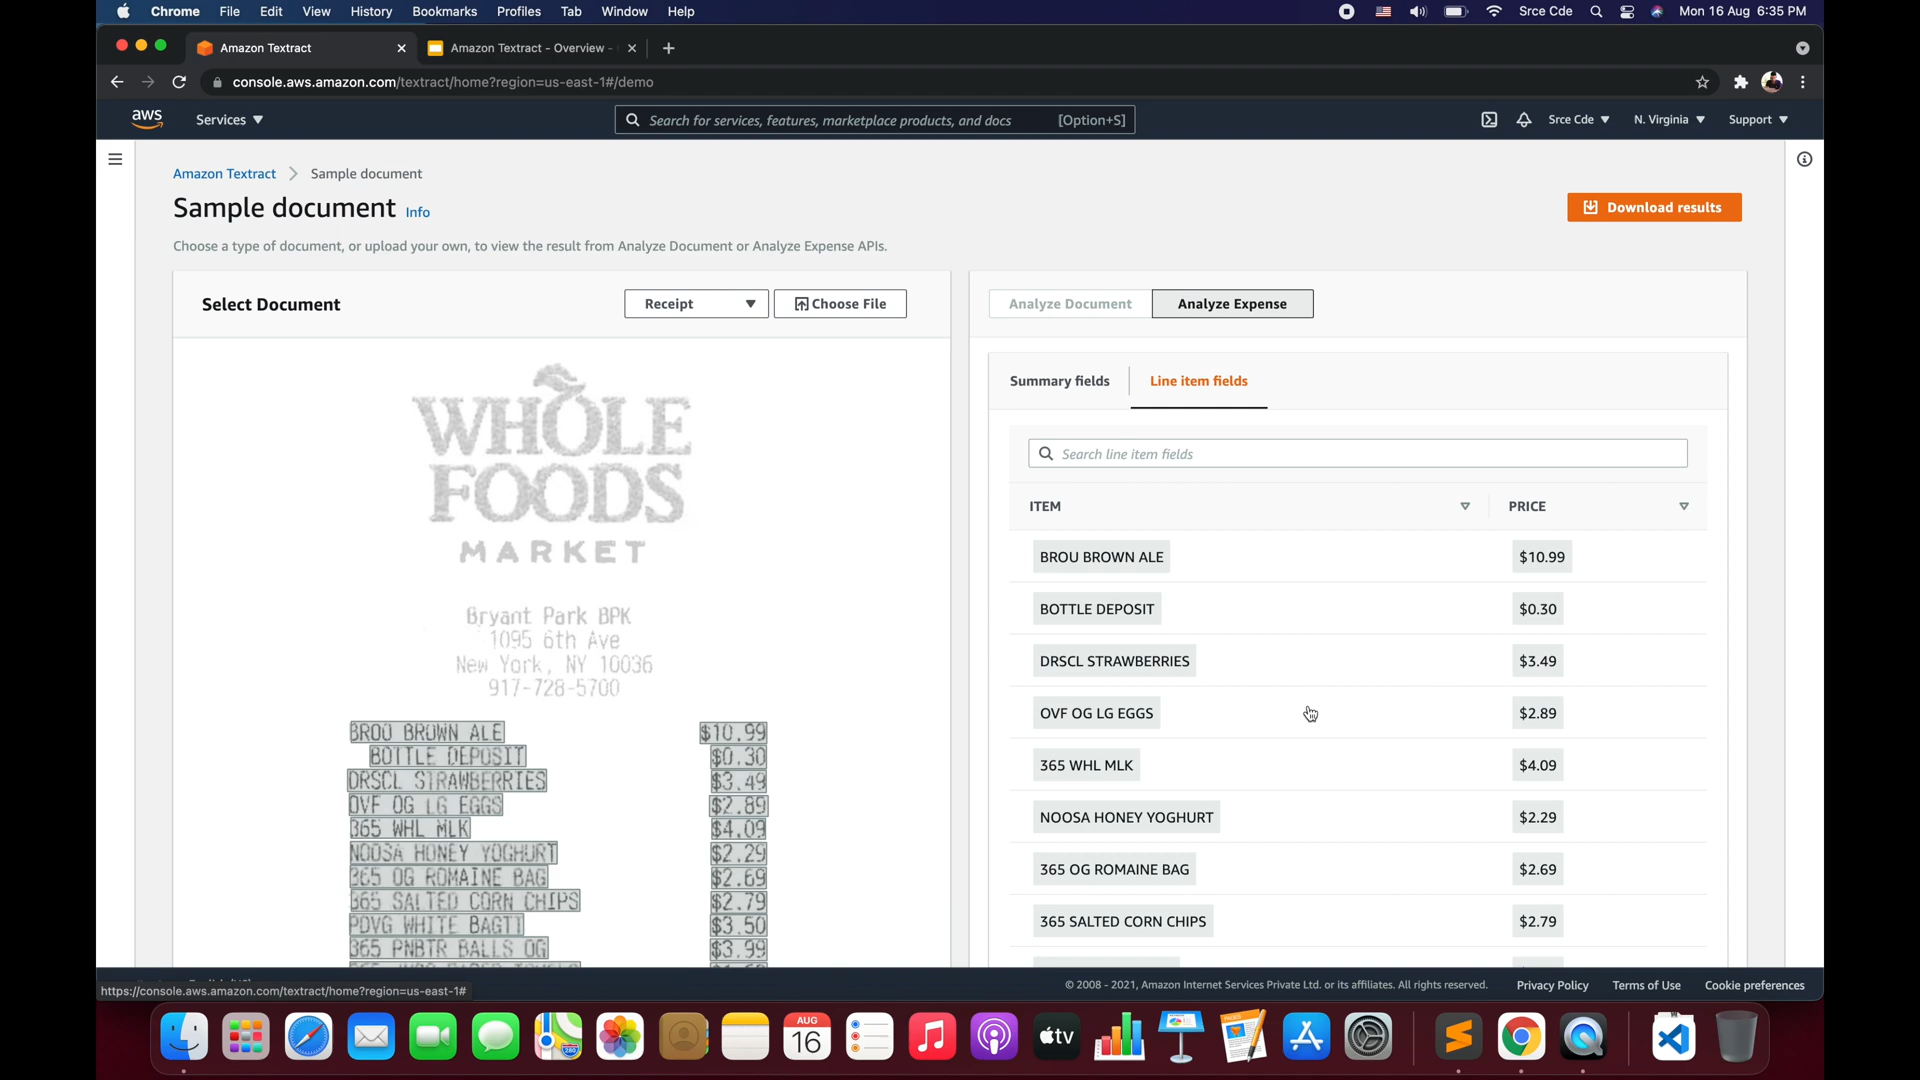 Chrome File Edit View History Bookmarks Profiles Tab Window Help Srce Cde Mon 16 Aug 6:35 PM
Amazon Textract Amazon Textract - Overview -
console.aws.amazon.com/textract/home?region=us-east-1#/demo
aws Services Search for services, features, marketplace products, and docs [Option+S] Srce Cde N. Virginia Support
Amazon Textract Sample document
Sample document Info
Download results
Choose a type of document, or upload your own, to view the result from Analyze Document or Analyze Expense APIs.
Select Document Receipt Choose File
WHOLE
FOODS
MARKET
Bryant Park BPK
1095 6th Ave
New York, NY 10036
917-728-5700
BROU BROWN ALE $10.99
BOTTLE DEPOSIT $0.30
DRSCL STRAWBERRIES $3.49
OVF OG LG EGGS $2.89
365 WHL MLK $4.09
NOOSA HONEY YOGHURT $2.29
365 OG ROMAINE BAG $2.69
365 SALTED CORN CHIPS $2.79
POVG WHITE BAGTT $3.50
365 PNBTR BALLS OG $3.99
Analyze Document Analyze Expense
Summary fields Line item fields
Search line item fields
ITEM PRICE
BROU BROWN ALE $10.99
BOTTLE DEPOSIT $0.30
DRSCL STRAWBERRIES $3.49
OVF OG LG EGGS $2.89
365 WHL MLK $4.09
NOOSA HONEY YOGHURT $2.29
365 OG ROMAINE BAG $2.69
365 SALTED CORN CHIPS $2.79
https://console.aws.amazon.com/textract/home?region=us-east-1#
© 2008 - 2021, Amazon Internet Services Private Ltd. or its affiliates. All rights reserved. Privacy Policy Terms of Use Cookie preferences
AUG
16
tv
280